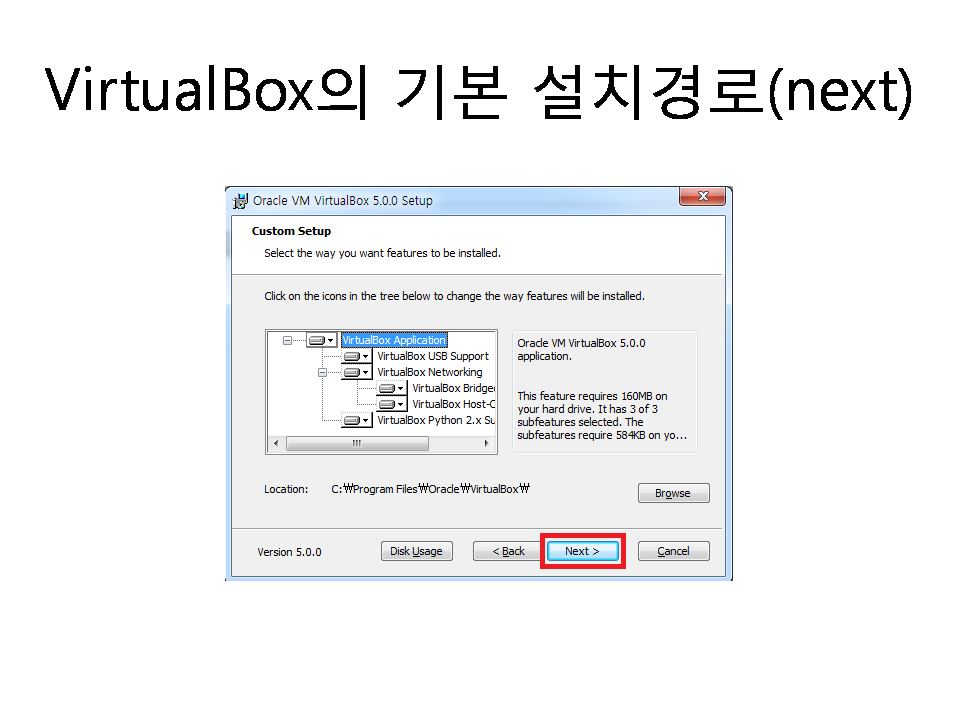 VirtualBox의 기본 설치경로(next)
Oracle VM VirtualBox 5.0.0 Setup
Custom Setup
Select the way you want features to be installed.
Click on the icons in the tree below to change the way features will be installed.
VirtualBox Application
VirtualBox USB Support
VirtualBox Networking
VirtualBox Bridge
VirtualBox Host-C
VirtualBox Python 2.x Su
Oracle VM VirtualBox 5.0.0
application.
This feature requires 160MB on
your hard drive. It has 3 of 3
subfeatures selected. The
subfeatures require 584KB on yo...
Location: C:₩Program Files₩Oracle₩VirtualBox₩
Browse
Version 5.0.0 Disk Usage < Back Next > Cancel